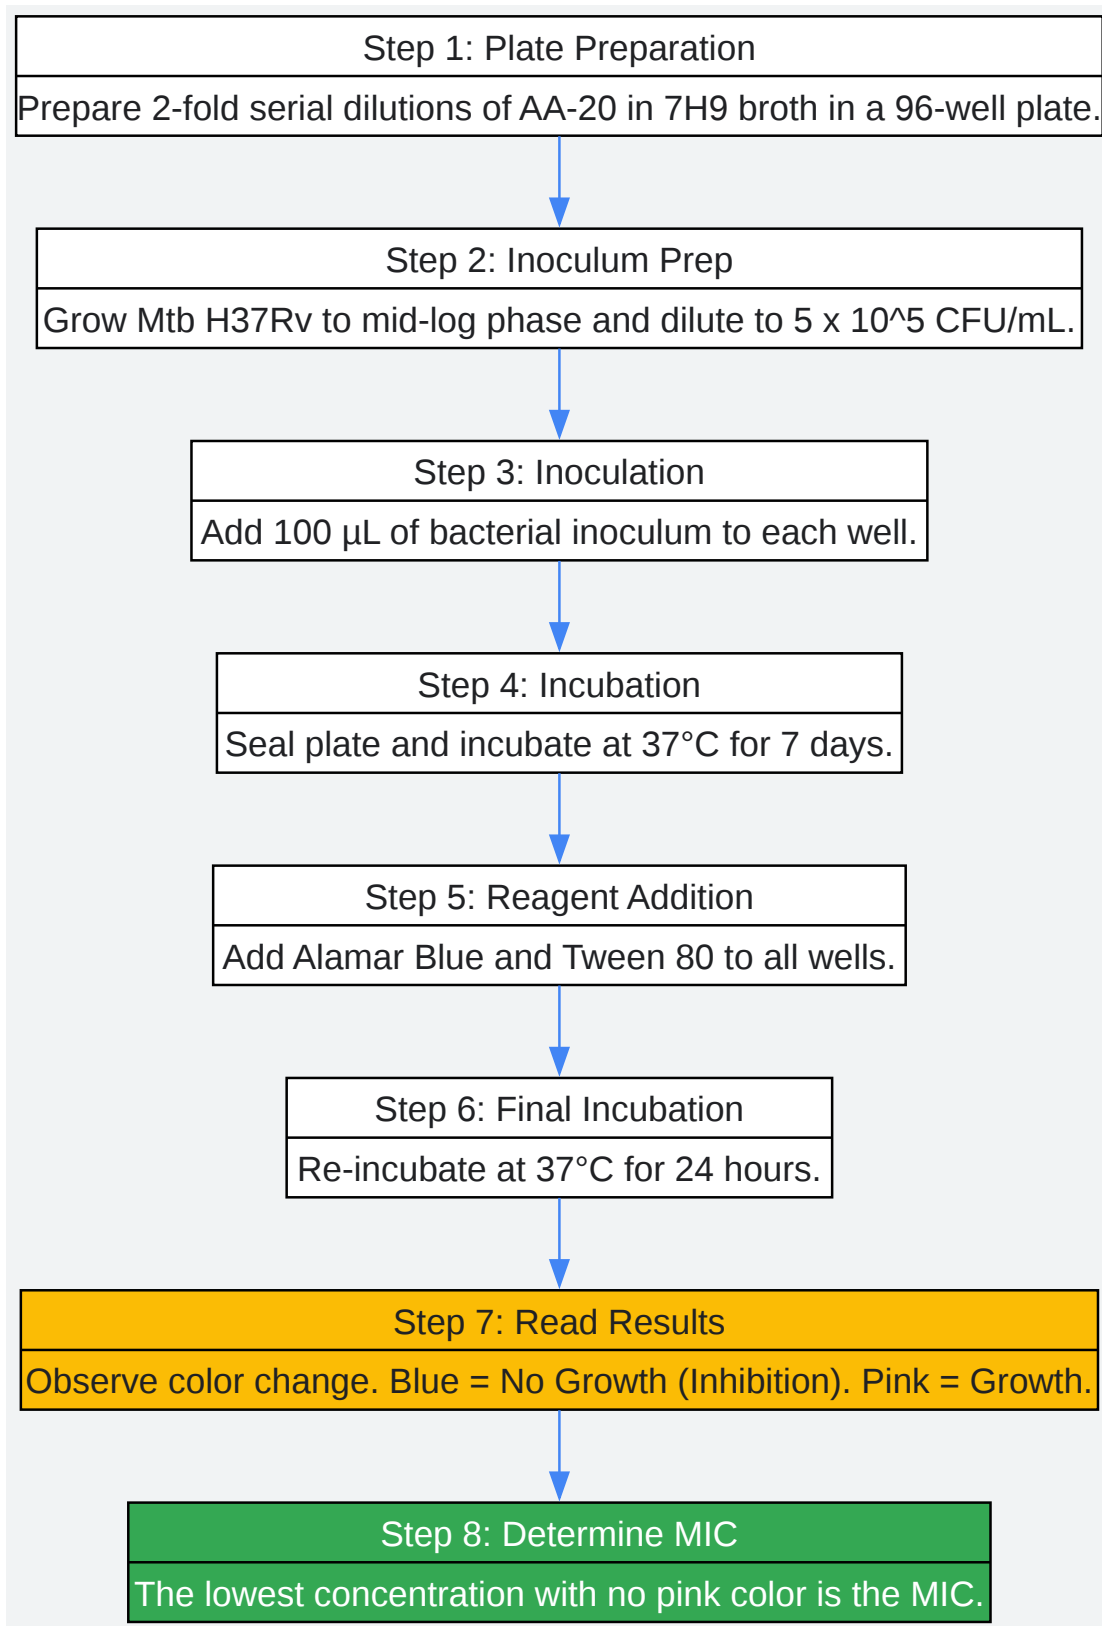 Step 1: Plate Preparation
Prepare 2-fold serial dilutions of AA-20 in 7H9 broth in a 96-well plate.
Step 2: Inoculum Prep
Grow Mtb H37Rv to mid-log phase and dilute to 5 x 10^5 CFU/mL.
Step 3: Inoculation
Add 100 µL of bacterial inoculum to each well.
Step 4: Incubation
Seal plate and incubate at 37°C for 7 days.
Step 5: Reagent Addition
Add Alamar Blue and Tween 80 to all wells.
Step 6: Final Incubation
Re-incubate at 37°C for 24 hours.
Step 7: Read Results
Observe color change. Blue = No Growth (Inhibition). Pink = Growth.
Step 8: Determine MIC
The lowest concentration with no pink color is the MIC.